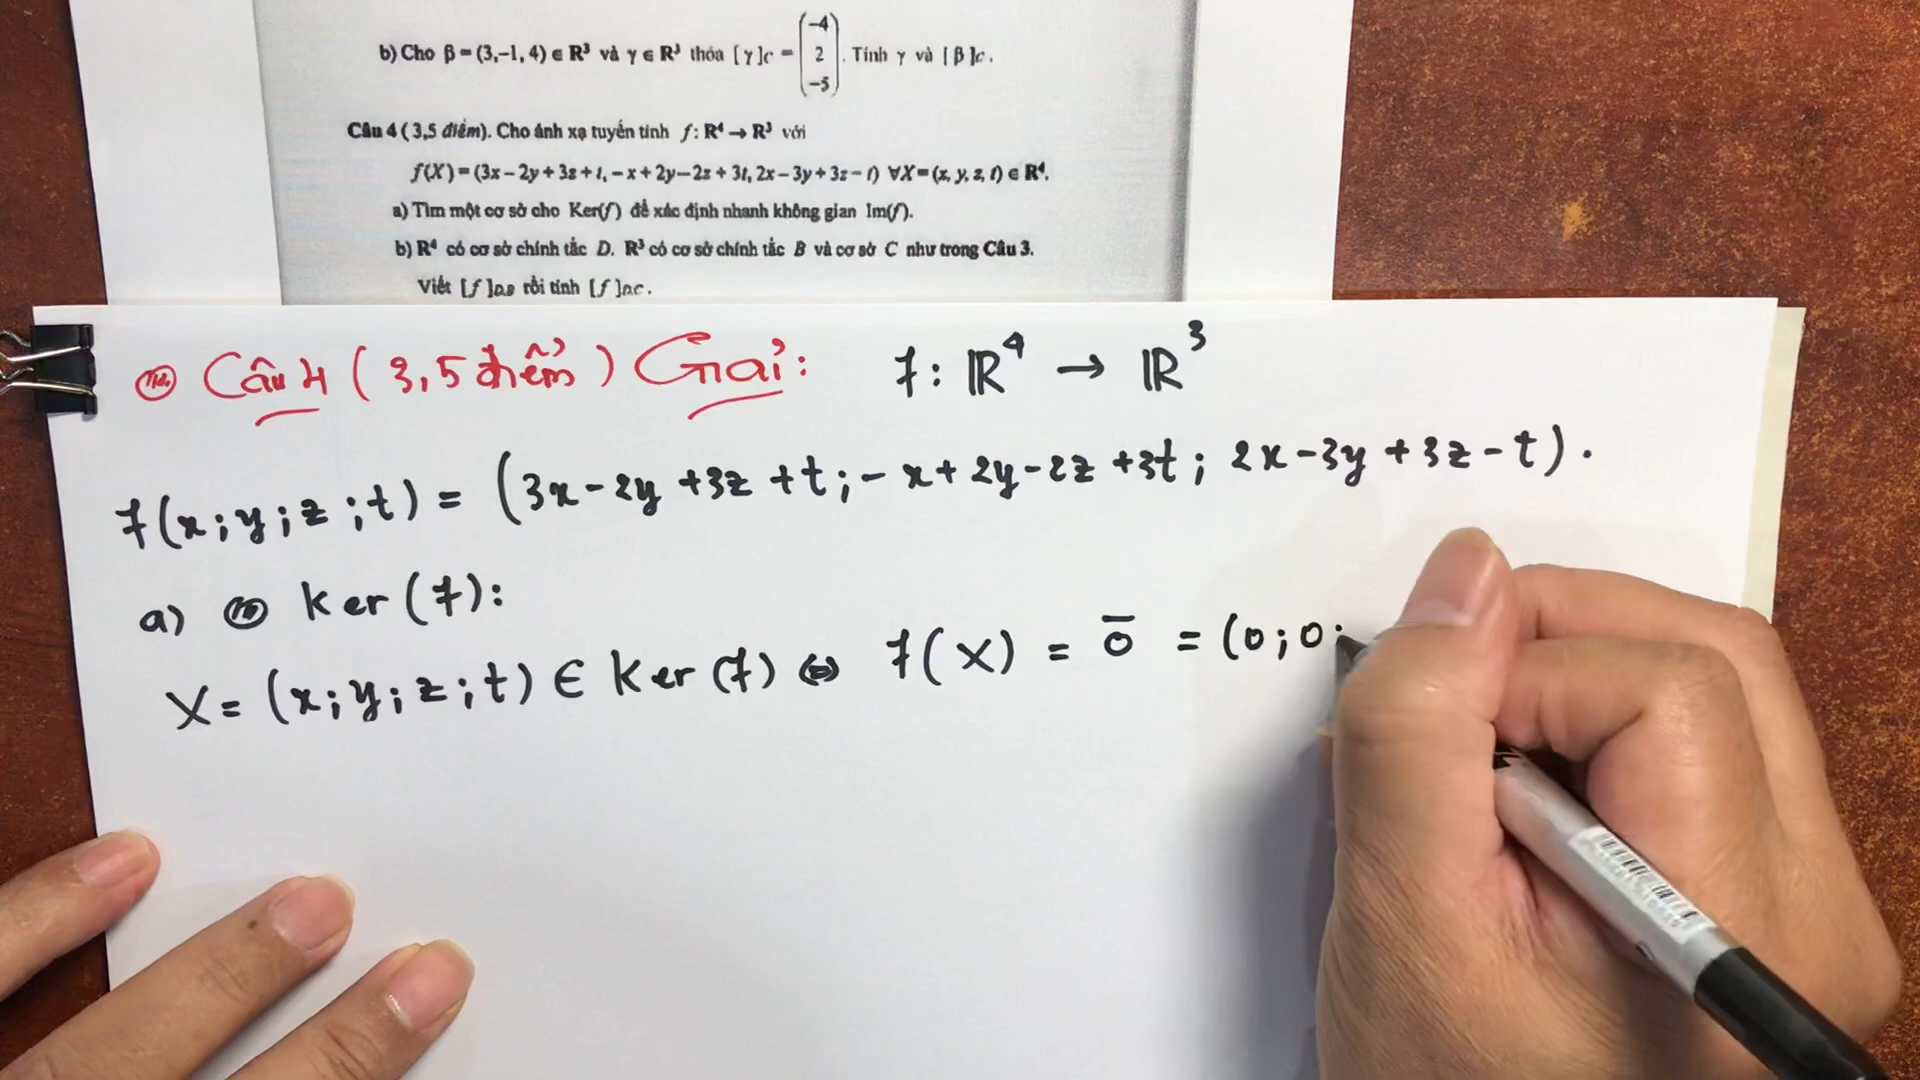 b) Cho β = (3,–1, 4) ∈ R³ và γ ∈ R³ thỏa [ γ ]C = (–4 2 –5). Tính γ và [ β ]C .
Câu 4 ( 3,5 điểm). Cho ánh xạ tuyến tính f : R⁴ → R³ với
f(X) = (3x – 2y + 3z + t, – x + 2y – 2z + 3t, 2x – 3y + 3z – t) ∀X = (x, y, z, t) ∈ R⁴.
a) Tìm một cơ sở cho Ker(f) để xác định nhanh không gian Im(f).
b) R⁴ có cơ sở chính tắc D. R³ có cơ sở chính tắc B và cơ sở C như trong Câu 3.
Viết [ f ]D,B rồi tính [ f ]D,C .
Câu 4 ( 3,5 điểm ) Giải: f : ℝ⁴ → ℝ³
f(x;y;z;t) = (3x-2y+3z+t;-x+2y-2z+3t; 2x-3y+3z-t).
a) Ker(f):
X = (x;y;z;t) ∈ Ker(f) ⇔ f(X) = 0̄ = (0;0;